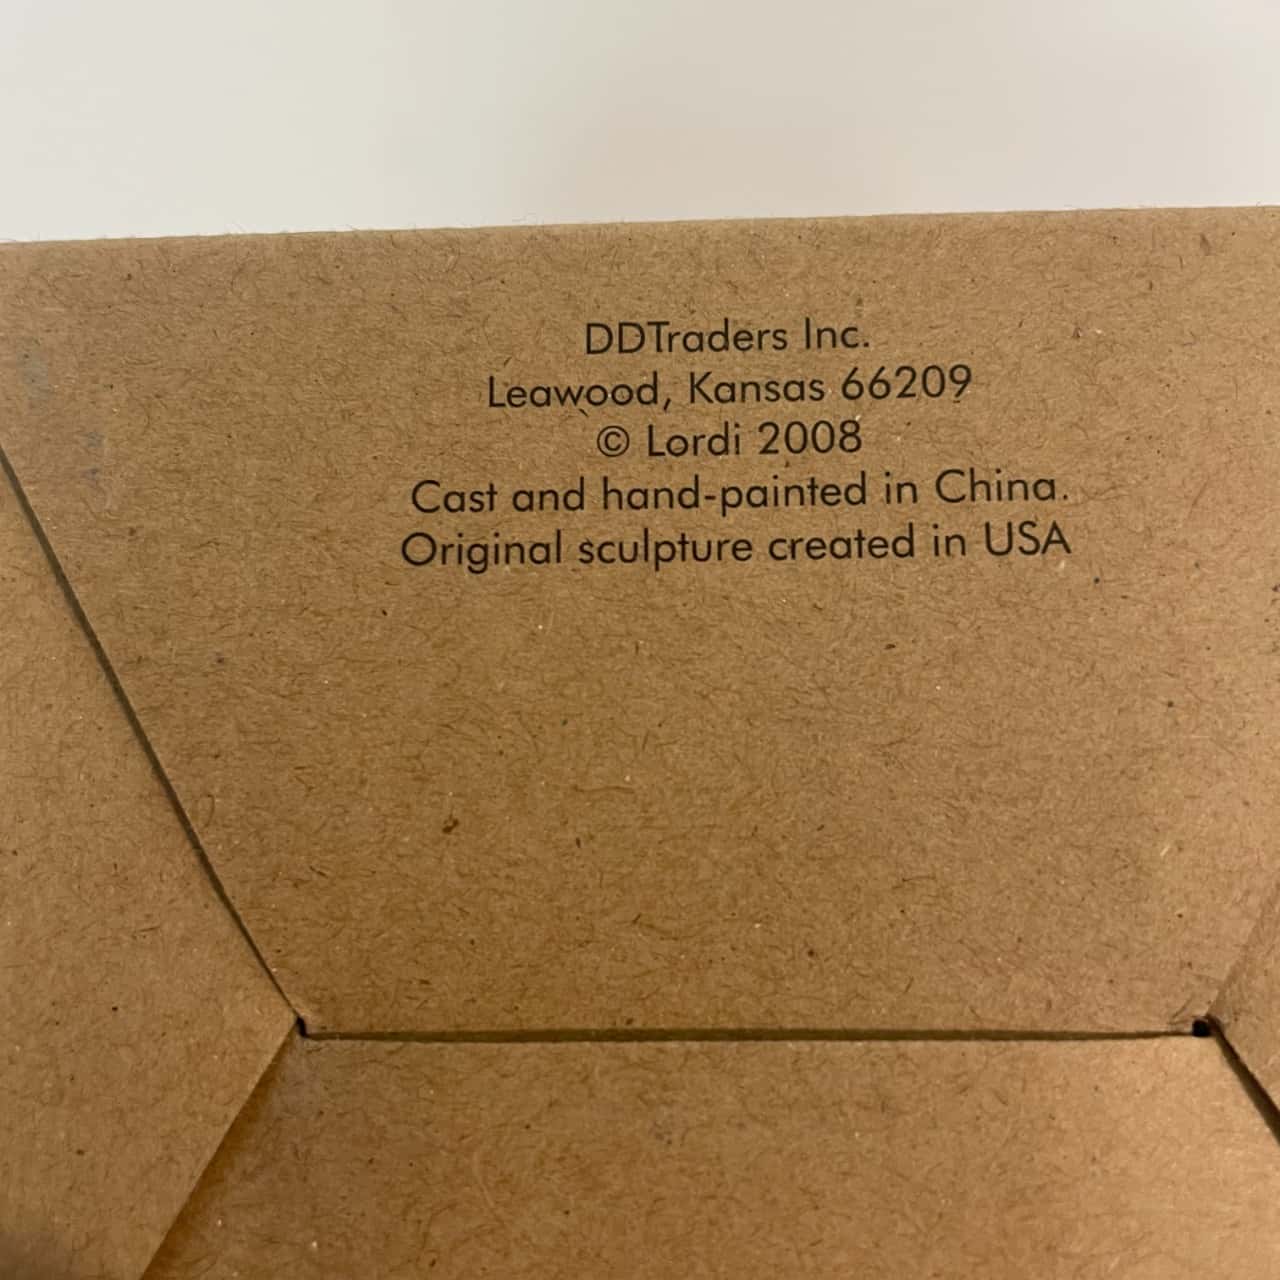 DDTraders Inc.
Leawood, Kansas 66209
© Lordi 2008
Cast and hand-painted in China.
Original sculpture created in USA